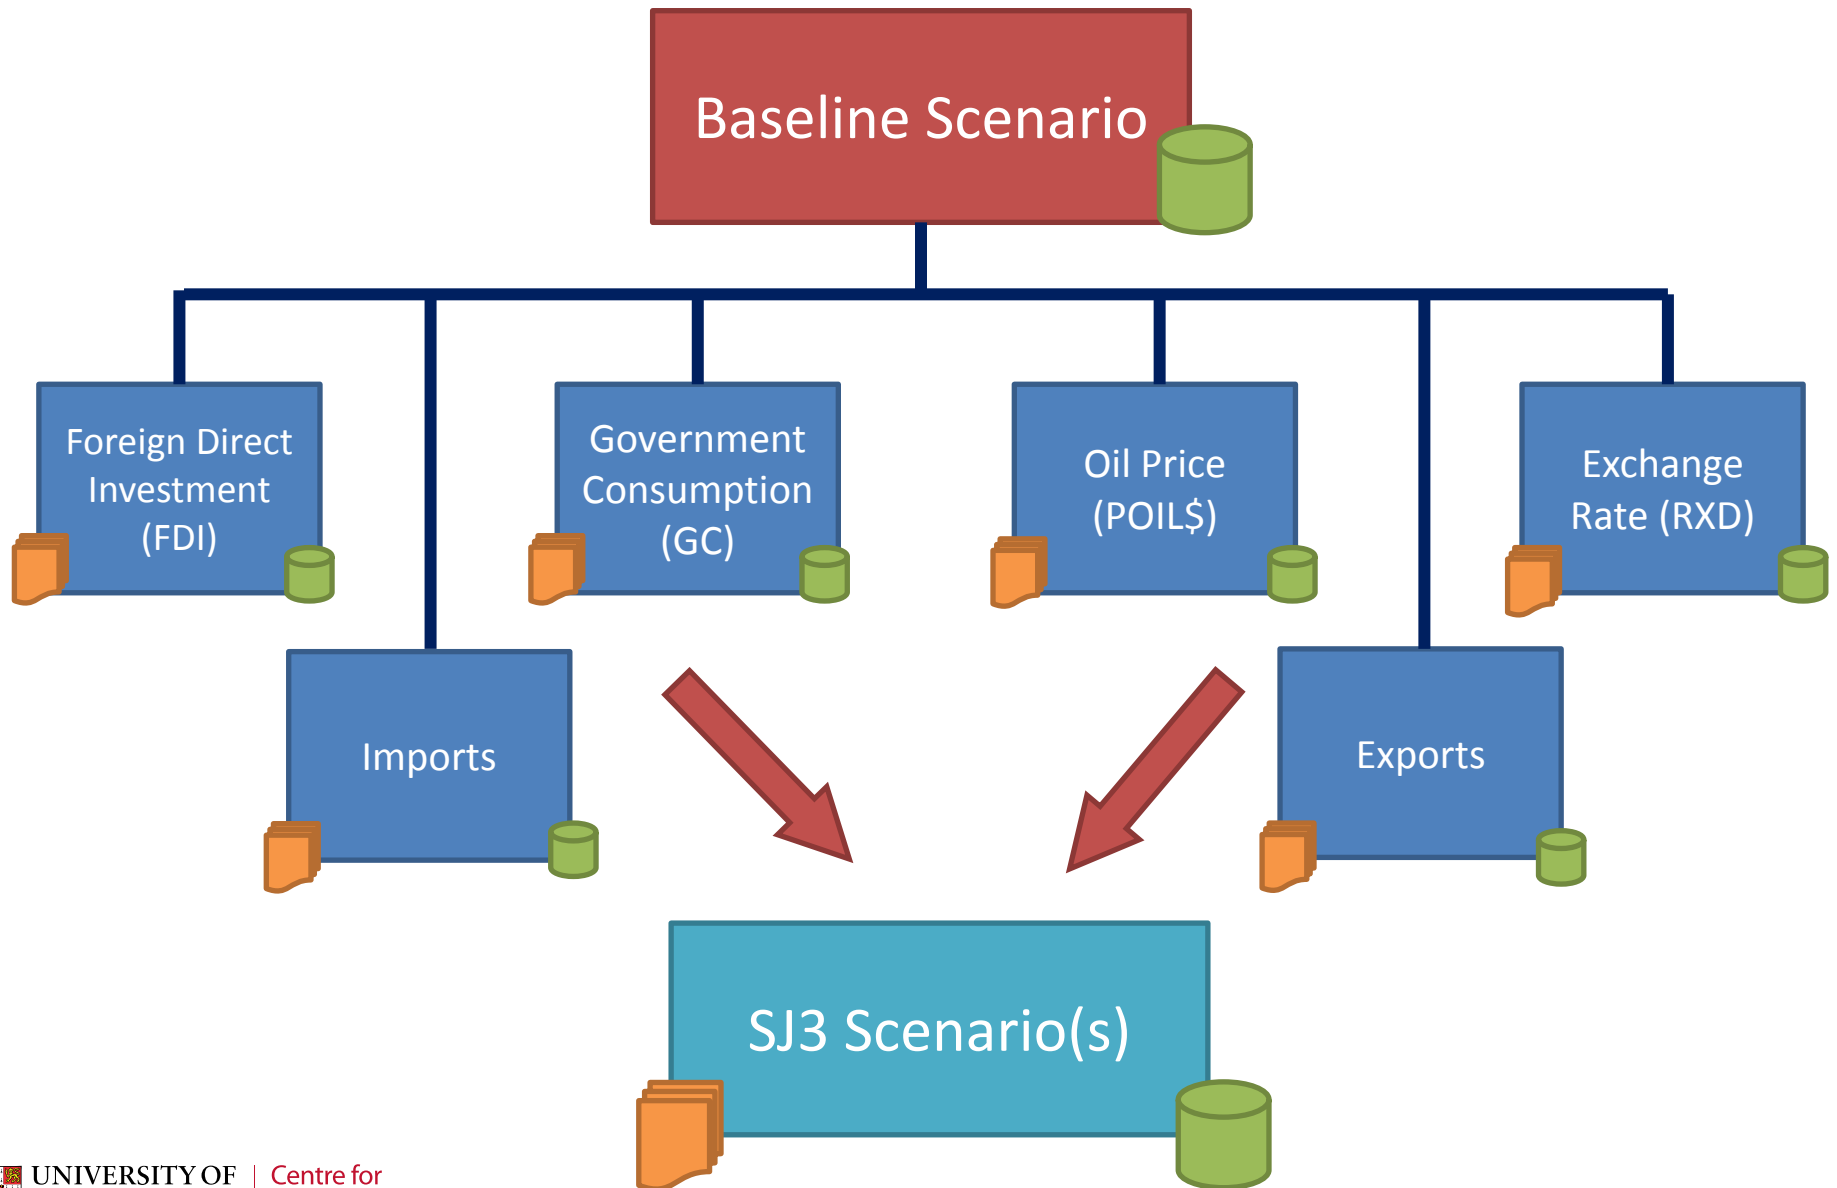 Baseline Scenario
Foreign Direct
Investment
(FDI)
Government
Consumption
(GC)
Oil Price
(POIL$)
Exchange
Rate (RXD)
Imports
Exports
SJ3 Scenario(s)
UNIVERSITY OF
Centre for